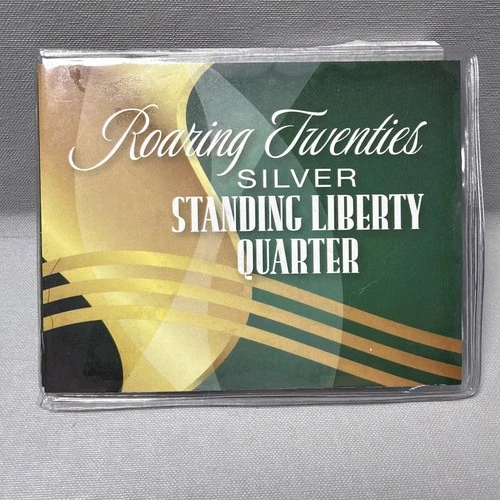 Roaring Twenties
SILVER
STANDING LIBERTY
QUARTER